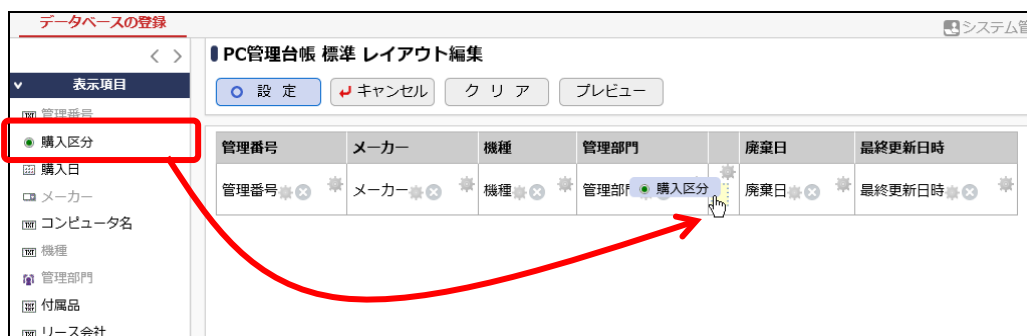 データベースの登録
システム管
PC管理台帳 標準 レイアウト編集
表示項目
設 定 キャンセル ク リ ア プレビュー
管理番号
購入区分
購入日
メーカー
コンピュータ名
機種
管理部門
付属品
リース会社
管理番号 メーカー 機種 管理部門 廃棄日 最終更新日時
管理番号 メーカー 機種 管理部 購入区分 廃棄日 最終更新日時